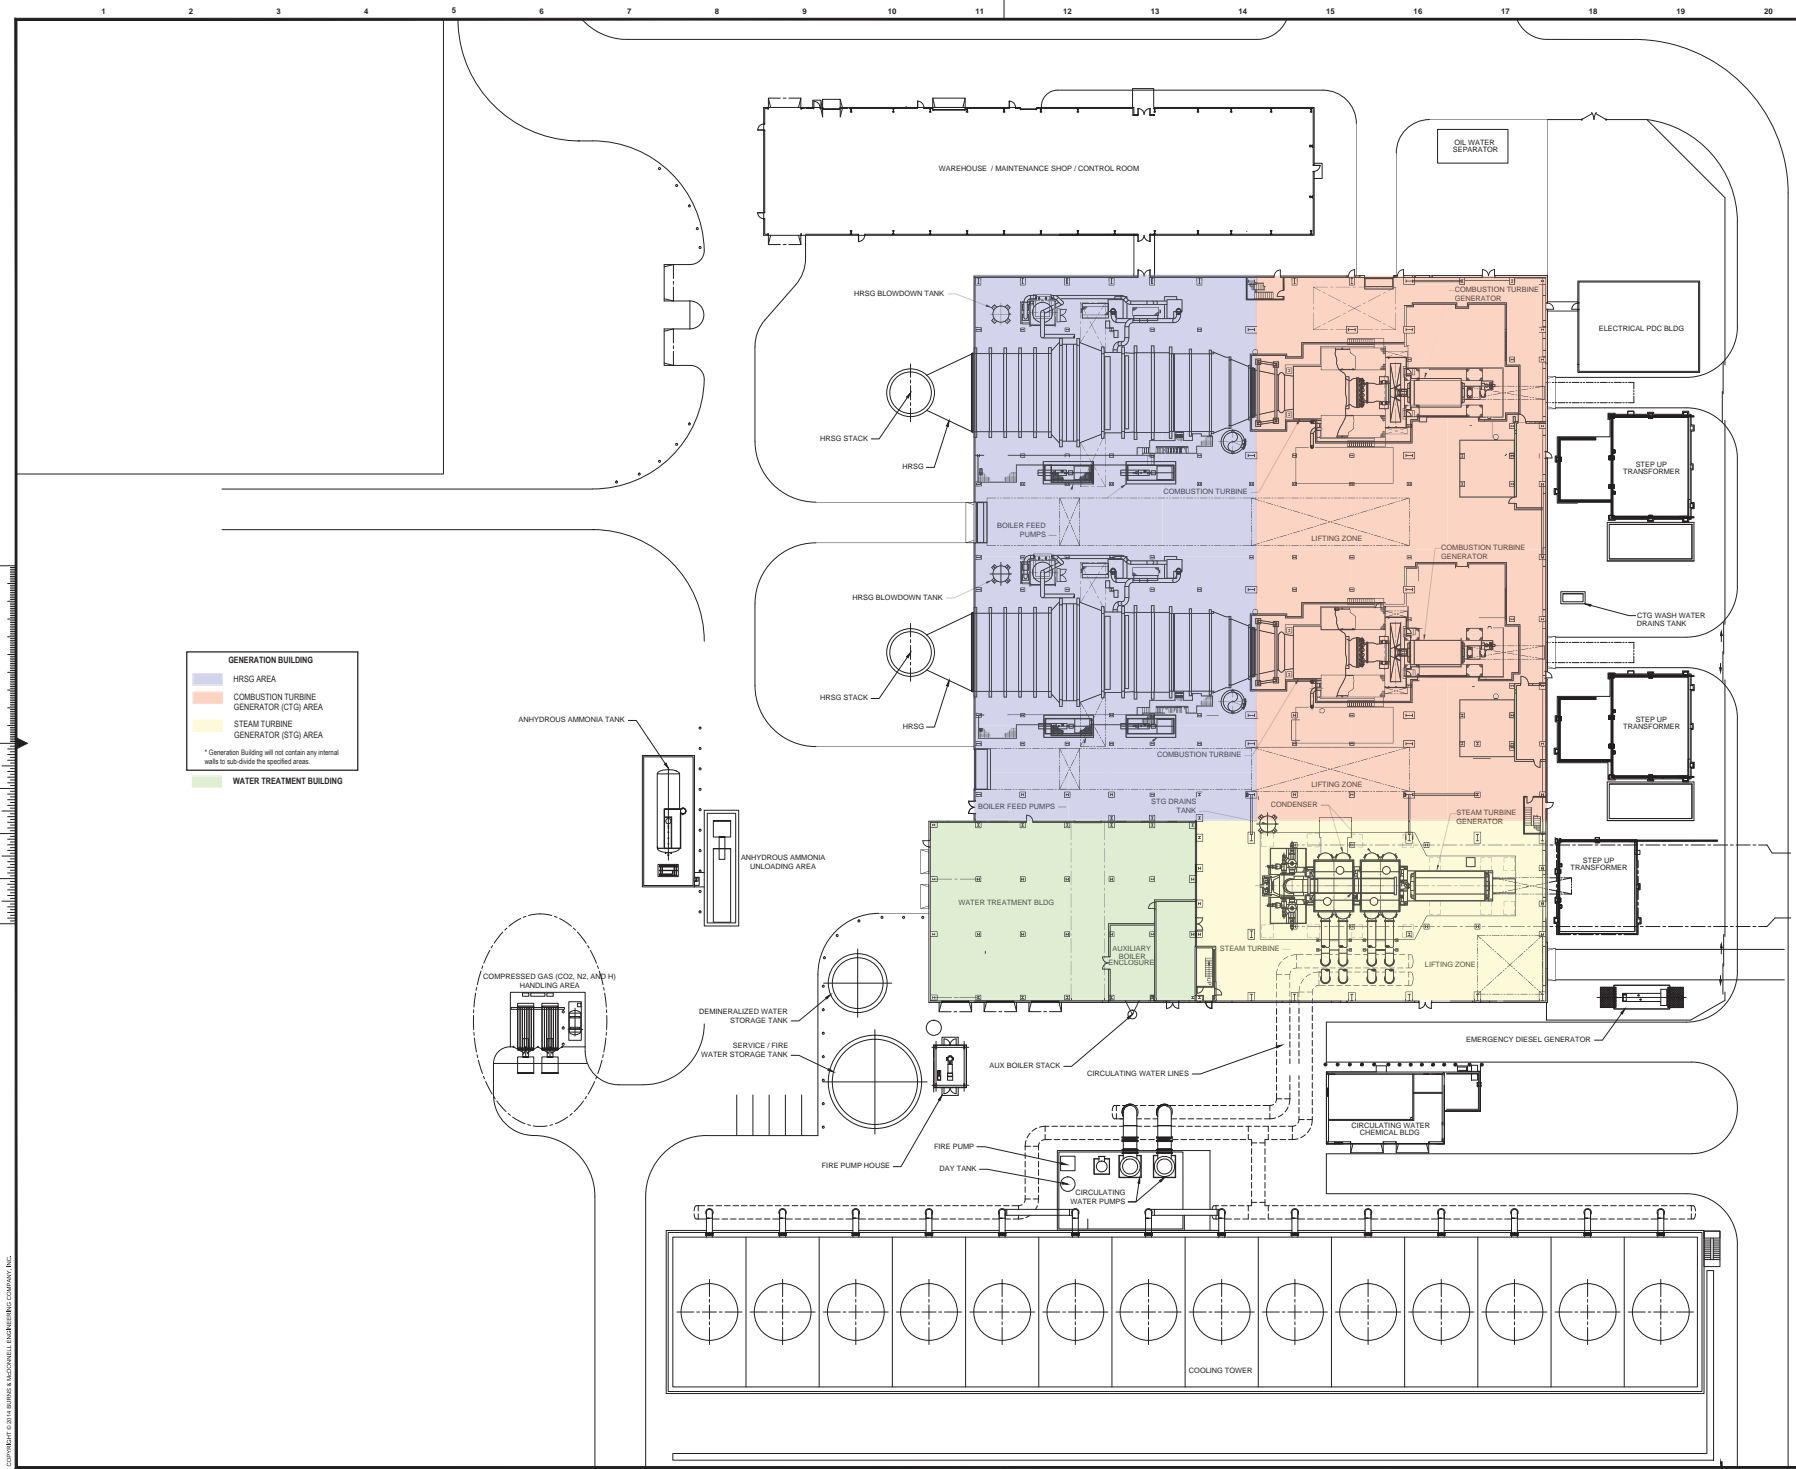 1 2 3 4 5 6 7 8 9 10 11 12 13 14 15 16 17 18 19 20
OIL WATER
SEPARATOR
WAREHOUSE / MAINTENANCE SHOP / CONTROL ROOM
HRSG BLOWDOWN TANK
COMBUSTION TURBINE
GENERATOR
ELECTRICAL PDC BLDG
HRSG STACK
HRSG
STEP UP
TRANSFORMER
COMBUSTION TURBINE
BOILER FEED
PUMPS
LIFTING ZONE
COMBUSTION TURBINE
GENERATOR
HRSG BLOWDOWN TANK
CTG WASH WATER
DRAINS TANK
GENERATION BUILDING
HRSG AREA
COMBUSTION TURBINE
GENERATOR (CTG) AREA
STEAM TURBINE
GENERATOR (STG) AREA
* Generation Building will not contain any internal
walls to sub-divide the specified areas.
WATER TREATMENT BUILDING
HRSG STACK
HRSG
ANHYDROUS AMMONIA TANK
STEP UP
TRANSFORMER
COMBUSTION TURBINE
LIFTING ZONE
BOILER FEED PUMPS
STG DRAINS
TANK
CONDENSER
STEAM TURBINE
GENERATOR
ANHYDROUS AMMONIA
UNLOADING AREA
STEP UP
TRANSFORMER
WATER TREATMENT BLDG
AUXILIARY
BOILER
ENCLOSURE
STEAM TURBINE
LIFTING ZONE
COMPRESSED GAS (CO2, N2, AND H)
HANDLING AREA
DEMINERALIZED WATER
STORAGE TANK
SERVICE / FIRE
WATER STORAGE TANK
AUX BOILER STACK
CIRCULATING WATER LINES
EMERGENCY DIESEL GENERATOR
CIRCULATING WATER
CHEMICAL BLDG
FIRE PUMP HOUSE
FIRE PUMP
DAY TANK
CIRCULATING
WATER PUMPS
COOLING TOWER
COPYRIGHT © 2014 BURNS & McDONNELL ENGINEERING COMPANY, INC.